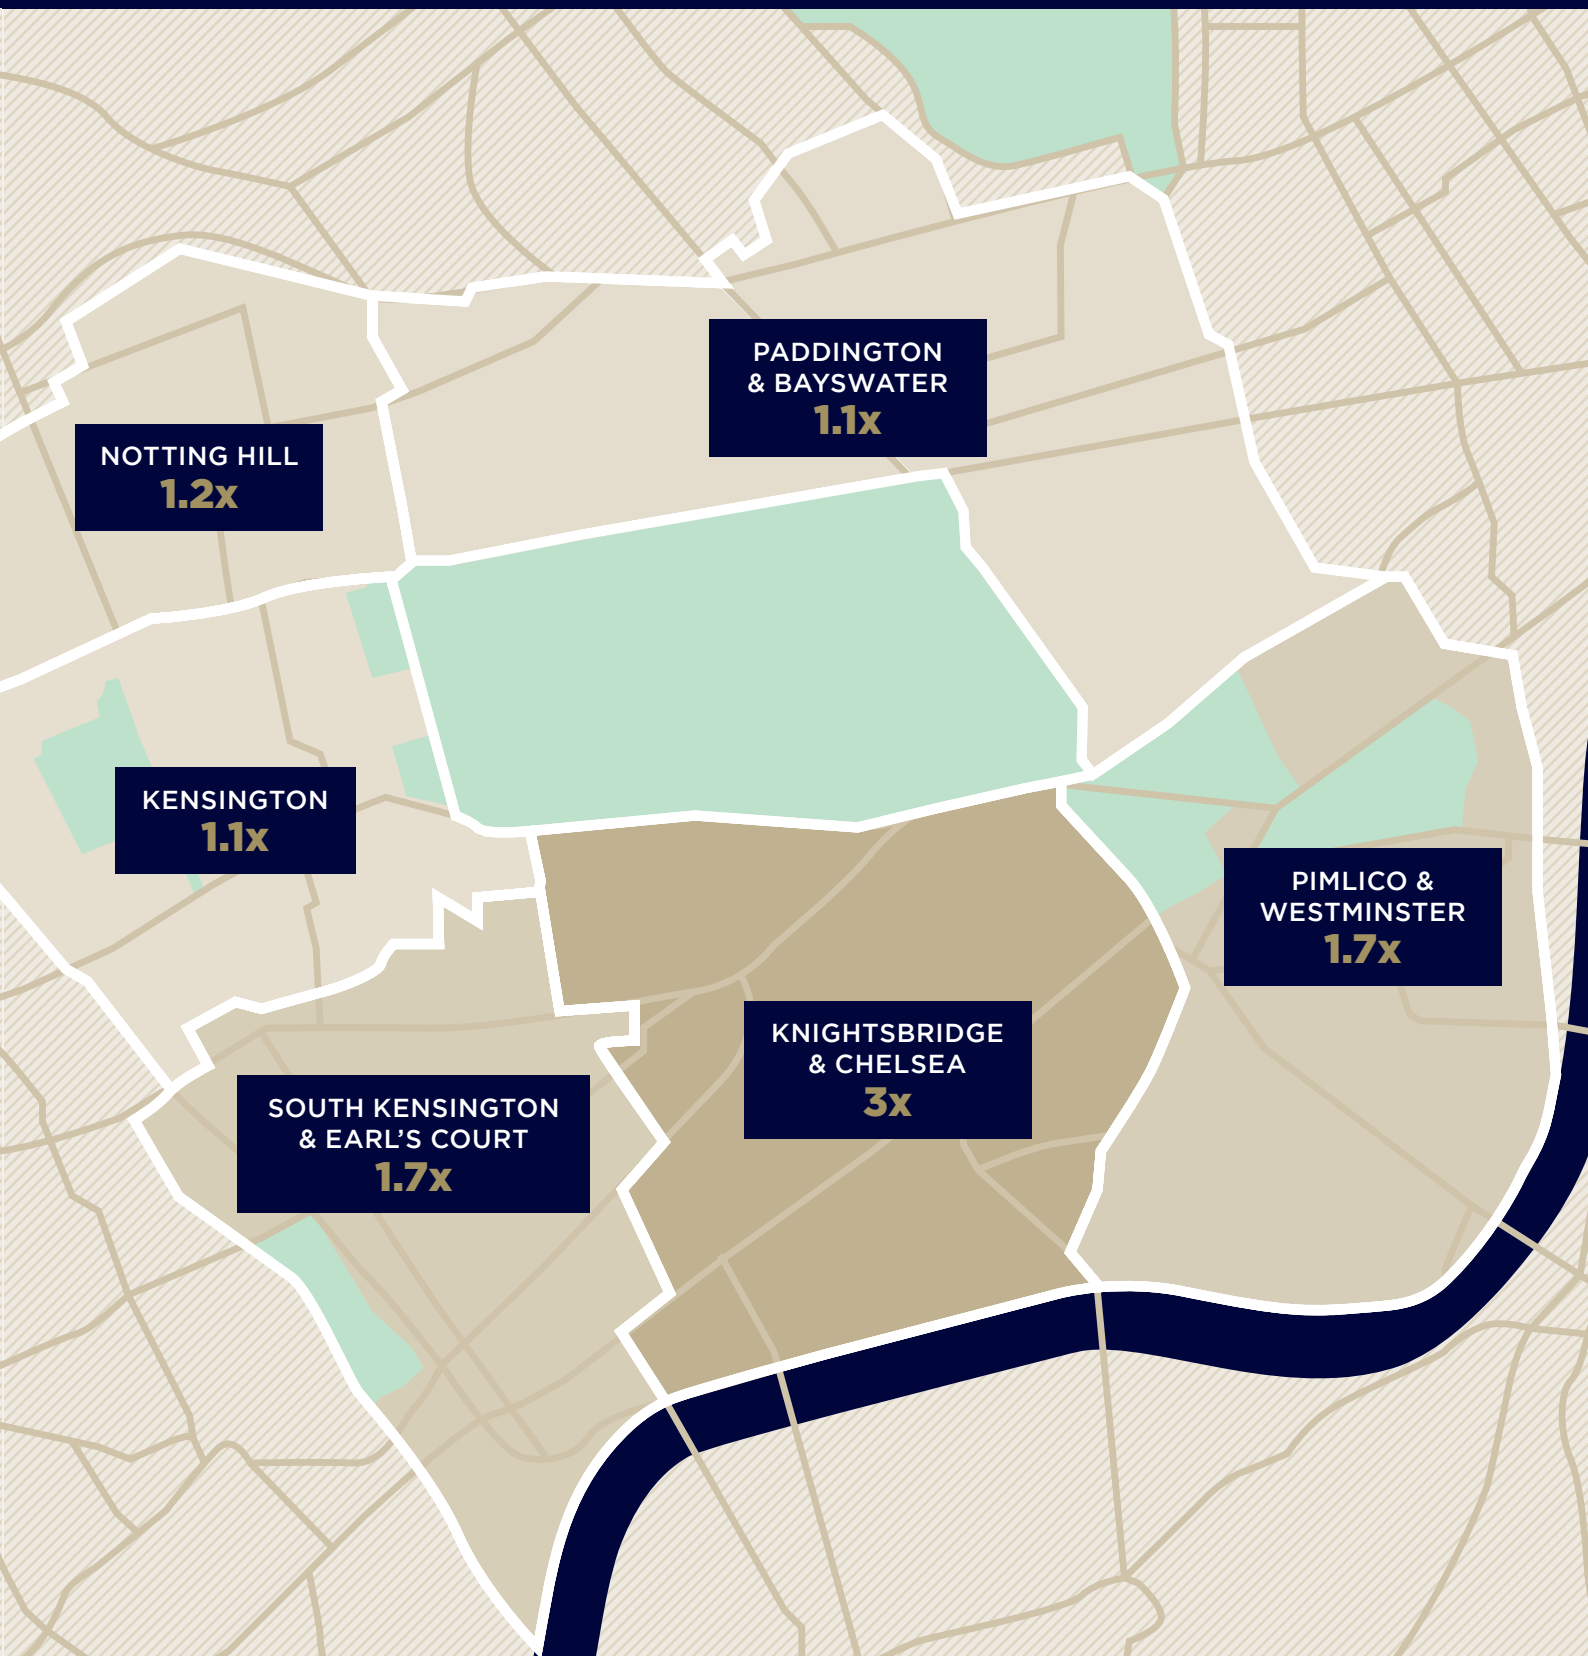 PADDINGTON
& BAYSWATER
1.1x
NOTTING HILL
1.2x
KENSINGTON
1.1x
PIMLICO &
WESTMINSTER
1.7x
KNIGHTSBRIDGE
& CHELSEA
3x
SOUTH KENSINGTON
& EARL'S COURT
1.7x